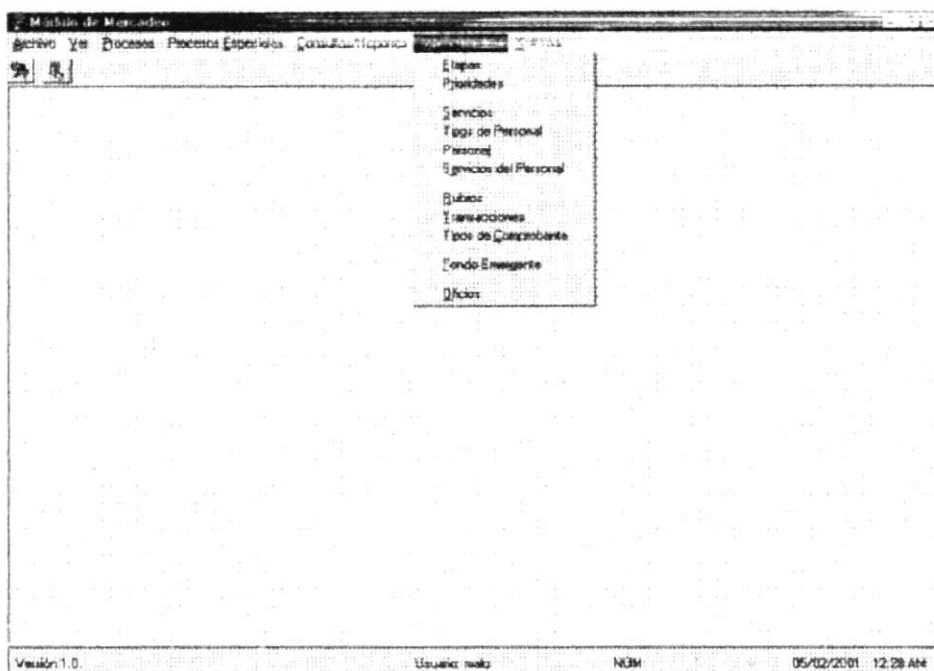 Módulo de Mercadeo
Archivo Ver Procesos Procesos Especiales Consultas/Reportes
Etapas
Prioridades
Servicios
Tipos de Personal
Personal
Servicios del Personal
Rubros
Transacciones
Tipos de Comprobante
Fondo Emergente
Oficios
Versión:1.0. Usuario: NUM 05/02/2001 12:28 AM